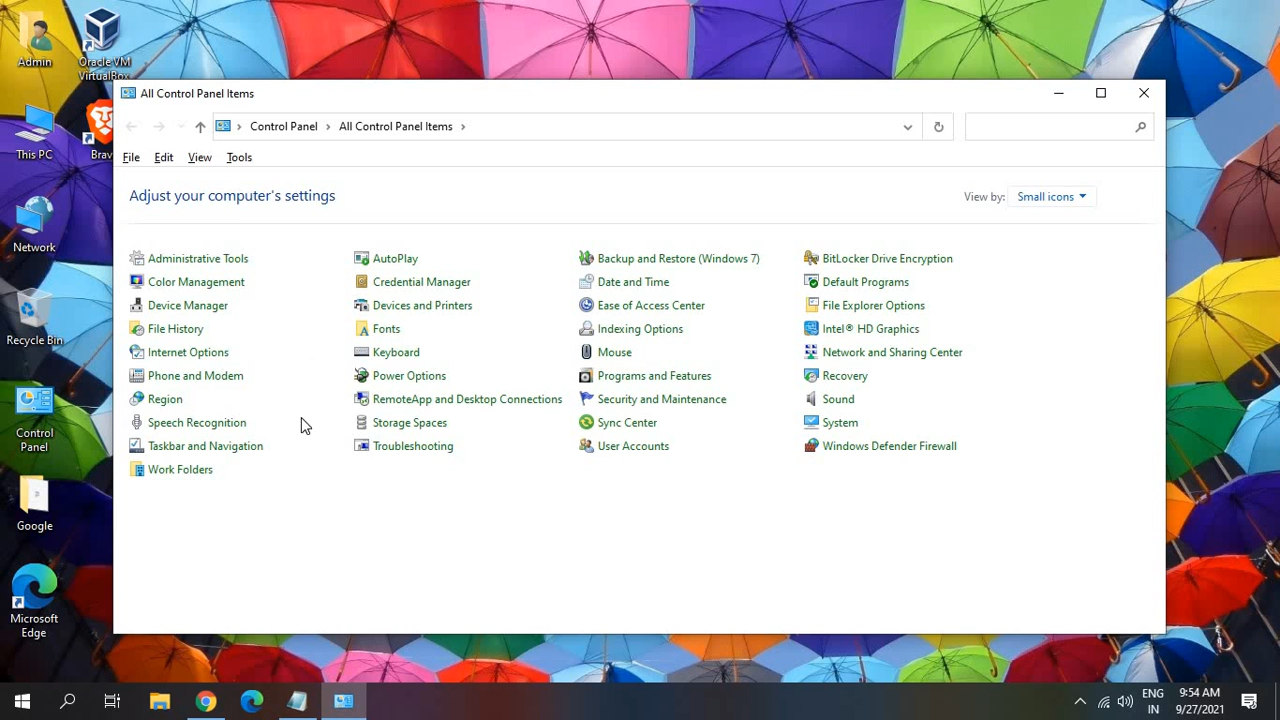 Admin
Oracle VM
VirtualBox
This PC
Brav
Network
Recycle Bin
Control
Panel
Google
Microsoft
Edge
All Control Panel Items
Control Panel
All Control Panel Items
File Edit View Tools
Adjust your computer's settings
View by: Small icons
Administrative Tools
AutoPlay
Backup and Restore (Windows 7)
BitLocker Drive Encryption
Color Management
Credential Manager
Date and Time
Default Programs
Device Manager
Devices and Printers
Ease of Access Center
File Explorer Options
File History
Fonts
Indexing Options
Intel® HD Graphics
Internet Options
Keyboard
Mouse
Network and Sharing Center
Phone and Modem
Power Options
Programs and Features
Recovery
Region
RemoteApp and Desktop Connections
Security and Maintenance
Sound
Speech Recognition
Storage Spaces
Sync Center
System
Taskbar and Navigation
Troubleshooting
User Accounts
Windows Defender Firewall
Work Folders
ENG
IN
9:54 AM
9/27/2021